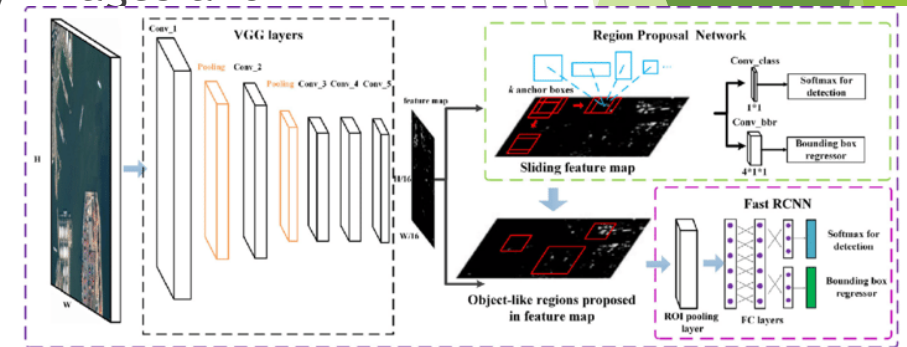 VGG layers
Conv_1
Pooling
Conv_2
Pooling
Conv_3
Conv_4
Conv_5
H
W
feature map
H/16
W/16
Region Proposal Network
k anchor boxes
...
Sliding feature map
Conv_class
1*1
Softmax for
detection
Conv_bbr
4*1*1
Bounding box
regressor
Object-like regions proposed
in feature map
Fast RCNN
ROI pooling
layer
FC layers
Softmax for
detection
Bounding box
regressor